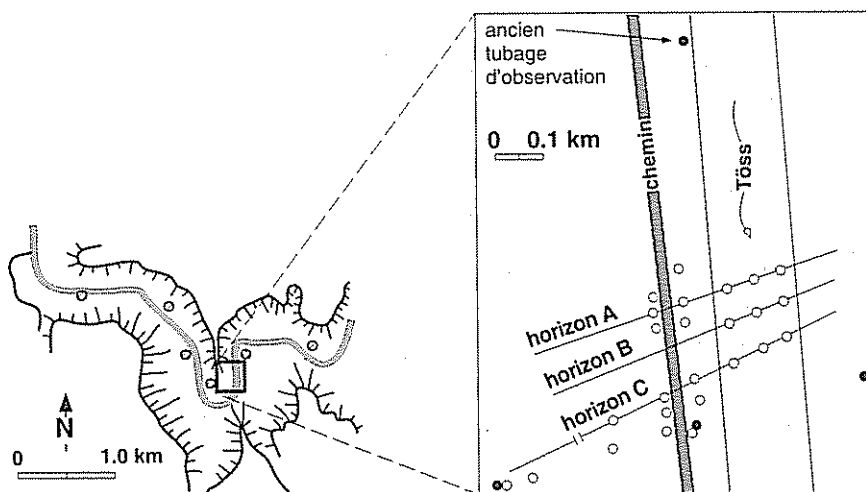 ancien
tubage
d'observation
0 0.1 km
chemin
Töss
horizon A
horizon B
horizon C
N
0 1.0 km